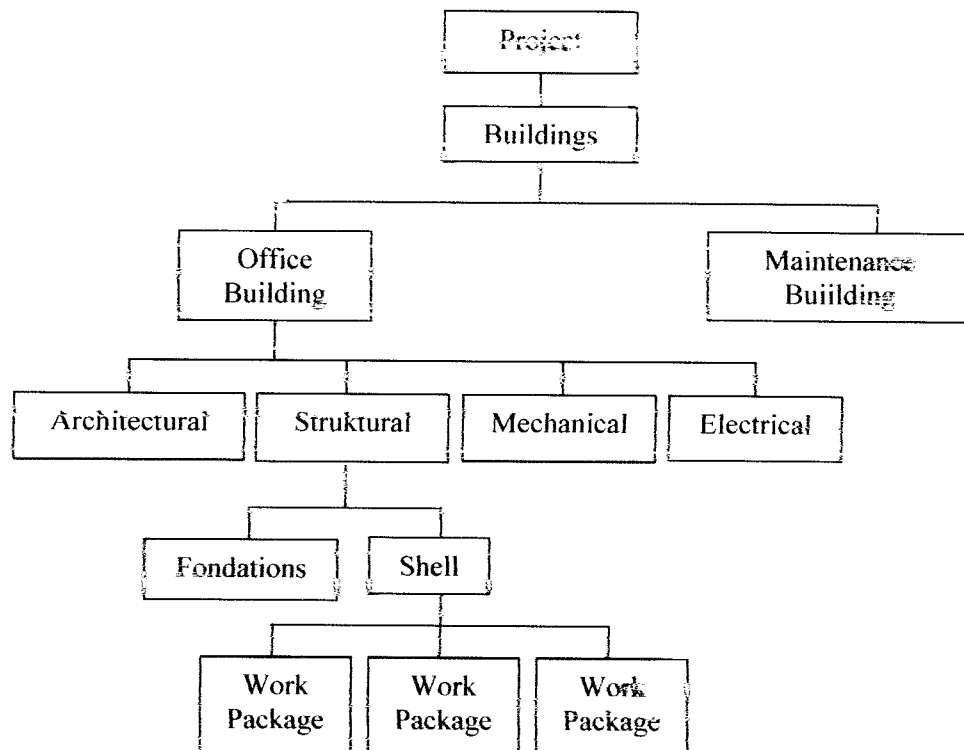 Project
Buildings
Office
Building
Maintenance
Buiilding
Architectural
Struktural
Mechanical
Electrical
Fondations
Shell
Work
Package
Work
Package
Work
Package